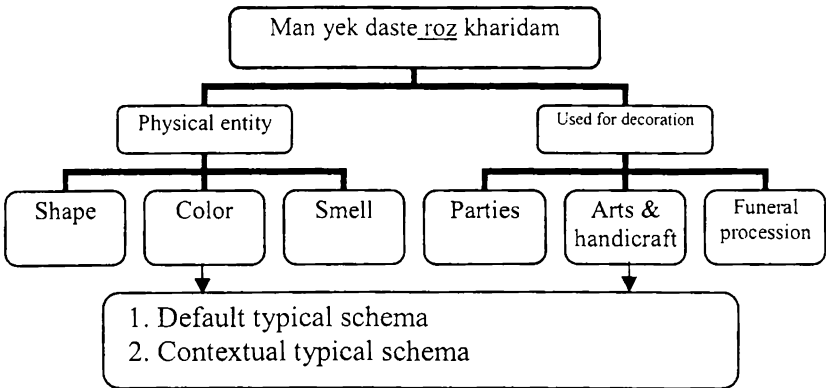 Man yek daste roz kharidam
Physical entity
Used for decoration
Shape
Color
Smell
Parties
Arts &
handicraft
Funeral
procession
1. Default typical schema
2. Contextual typical schema